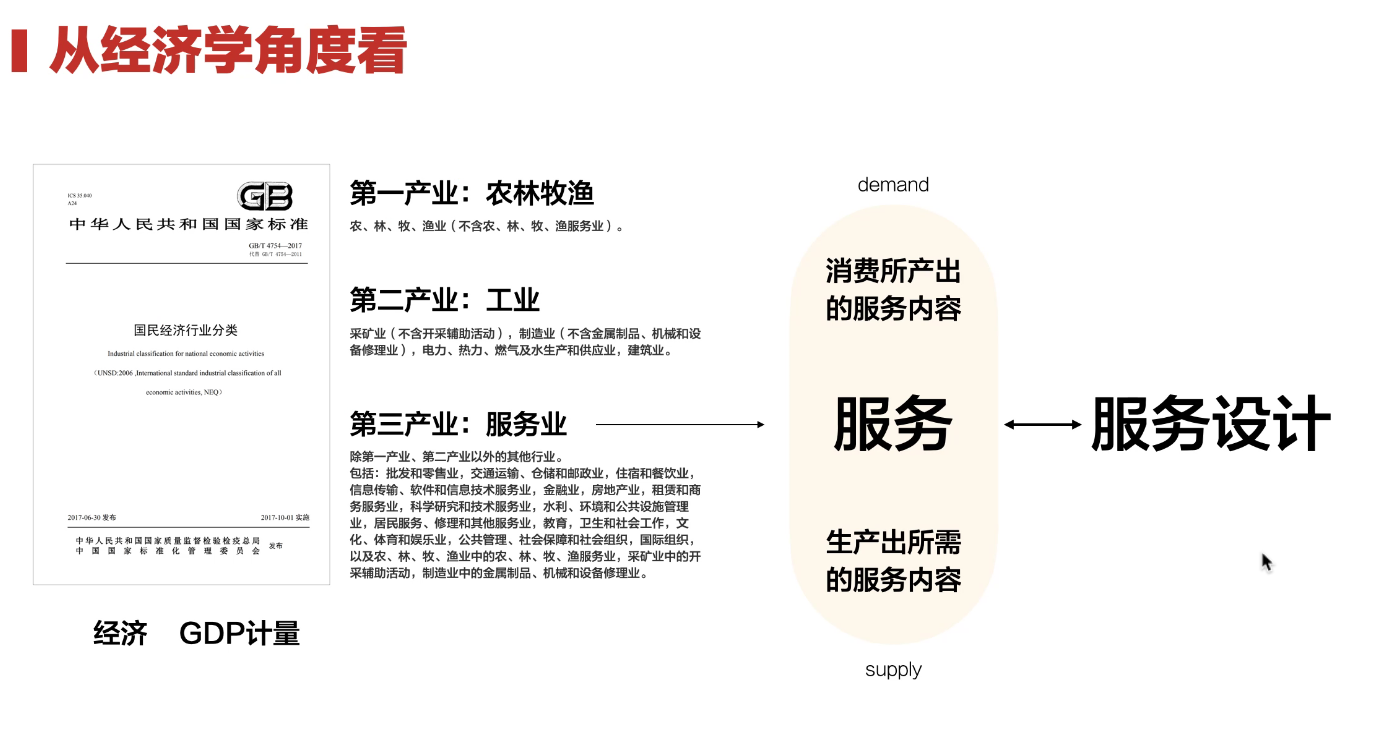 从经济学角度看
ICS 35.040
A24
GB
中华人民共和国国家标准
GB/T 4754—2017
代替 GB/T 4754—2011
国民经济行业分类
Industrial classification for national economic activities
（UNSD:2006 ,International standard industrial classification of all
economic activities, NEQ）
2017-06-30 发布
2017-10-01 实施
中华人民共和国国家质量监督检验检疫总局
中国国家标准化管理委员会
发布
经济 GDP计量
第一产业：农林牧渔
农、林、牧、渔业（不含农、林、牧、渔服务业）。
第二产业：工业
采矿业（不含开采辅助活动），制造业（不含金属制品、机械和设
备修理业），电力、热力、燃气及水生产和供应业，建筑业。
第三产业：服务业
除第一产业、第二产业以外的其他行业。
包括：批发和零售业，交通运输、仓储和邮政业，住宿和餐饮业，
信息传输、软件和信息技术服务业，金融业，房地产业，租赁和商
务服务业，科学研究和技术服务业，水利、环境和公共设施管理
业，居民服务、修理和其他服务业，教育，卫生和社会工作，文
化、体育和娱乐业，公共管理、社会保障和社会组织，国际组织，
以及农、林、牧、渔业中的农、林、牧、渔服务业，采矿业中的开
采辅助活动，制造业中的金属制品、机械和设备修理业。
demand
消费所产出
的服务内容
服务
生产出所需
的服务内容
supply
服务设计